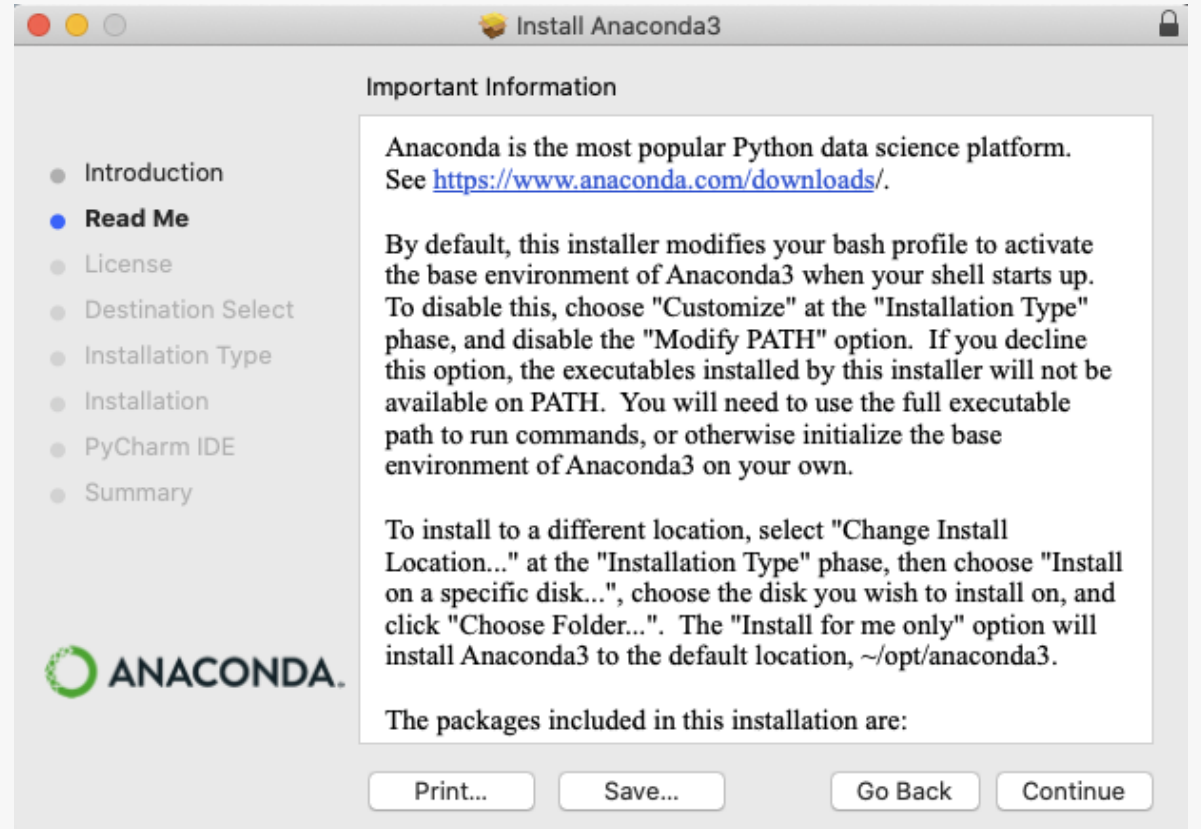 Install Anaconda3
Important Information
Introduction
Read Me
License
Destination Select
Installation Type
Installation
PyCharm IDE
Summary
ANACONDA.
Anaconda is the most popular Python data science platform.
See https://www.anaconda.com/downloads/.
By default, this installer modifies your bash profile to activate
the base environment of Anaconda3 when your shell starts up.
To disable this, choose "Customize" at the "Installation Type"
phase, and disable the "Modify PATH" option.  If you decline
this option, the executables installed by this installer will not be
available on PATH.  You will need to use the full executable
path to run commands, or otherwise initialize the base
environment of Anaconda3 on your own.
To install to a different location, select "Change Install
Location..." at the "Installation Type" phase, then choose "Install
on a specific disk...", choose the disk you wish to install on, and
click "Choose Folder...".  The "Install for me only" option will
install Anaconda3 to the default location, ~/opt/anaconda3.
The packages included in this installation are:
Print...
Save...
Go Back
Continue